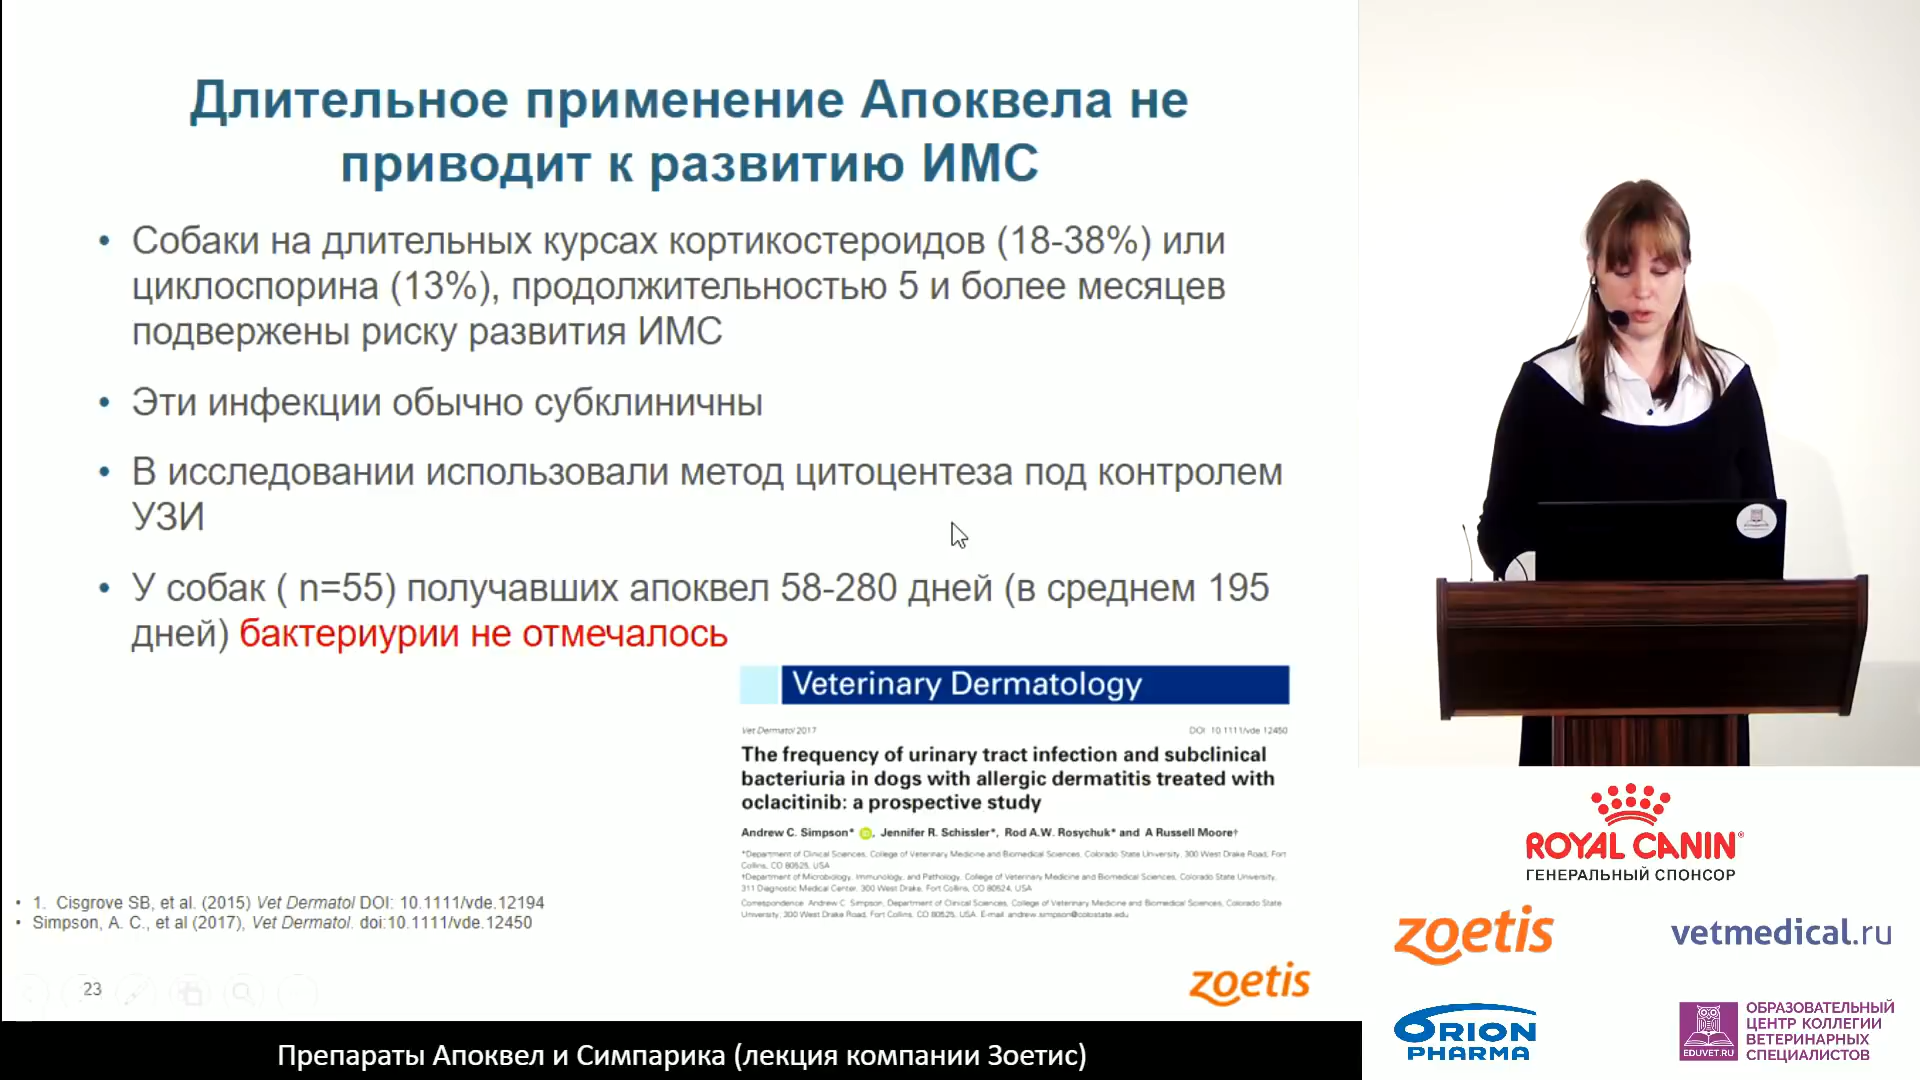 Длительное применение Апоквела не
приводит к развитию ИМС
• Собаки на длительных курсах кортикостероидов (18-38%) или
циклоспорина (13%), продолжительностью 5 и более месяцев
подвержены риску развития ИМС
• Эти инфекции обычно субклиничны
• В исследовании использовали метод цитоцентеза под контролем
УЗИ
• У собак ( n=55) получавших апоквел 58-280 дней (в среднем 195
дней) бактериурии не отмечалось
Veterinary Dermatology
Vet Dermatol 2017 DOI: 10.1111/vde.12450
The frequency of urinary tract infection and subclinical
bacteriuria in dogs with allergic dermatitis treated with
oclacitinib: a prospective study
Andrew C. Simpson*, Jennifer R. Schissler*, Rod A.W. Rosychuk* and A Russell Moore†
*Department of Clinical Sciences, College of Veterinary Medicine and Biomedical Sciences, Colorado State University, 300 West Drake Road, Fort
Collins, CO 80525, USA
†Department of Microbiology, Immunology, and Pathology, College of Veterinary Medicine and Biomedical Sciences, Colorado State University,
311 Diagnostic Medical Center, 300 West Drake, Fort Collins, CO 80524, USA
Correspondence: Andrew C. Simpson, Department of Clinical Sciences, College of Veterinary Medicine and Biomedical Sciences, Colorado State
University, 300 West Drake Road, Fort Collins, CO 80525, USA. E-mail: andrew.simpson@colostate.edu
• 1. Cisgrove SB, et al. (2015) Vet Dermatol DOI: 10.1111/vde.12194
• Simpson, A. C., et al (2017), Vet Dermatol. doi:10.1111/vde.12450
23
zoetis
Препараты Апоквел и Симпарика (лекция компании Зоетис)
ROYAL CANIN®
ГЕНЕРАЛЬНЫЙ СПОНСОР
zoetis
vetmedical.ru
ORION
PHARMA
EDUVET.RU
ОБРАЗОВАТЕЛЬНЫЙ
ЦЕНТР КОЛЛЕГИИ
ВЕТЕРИНАРНЫХ
СПЕЦИАЛИСТОВ